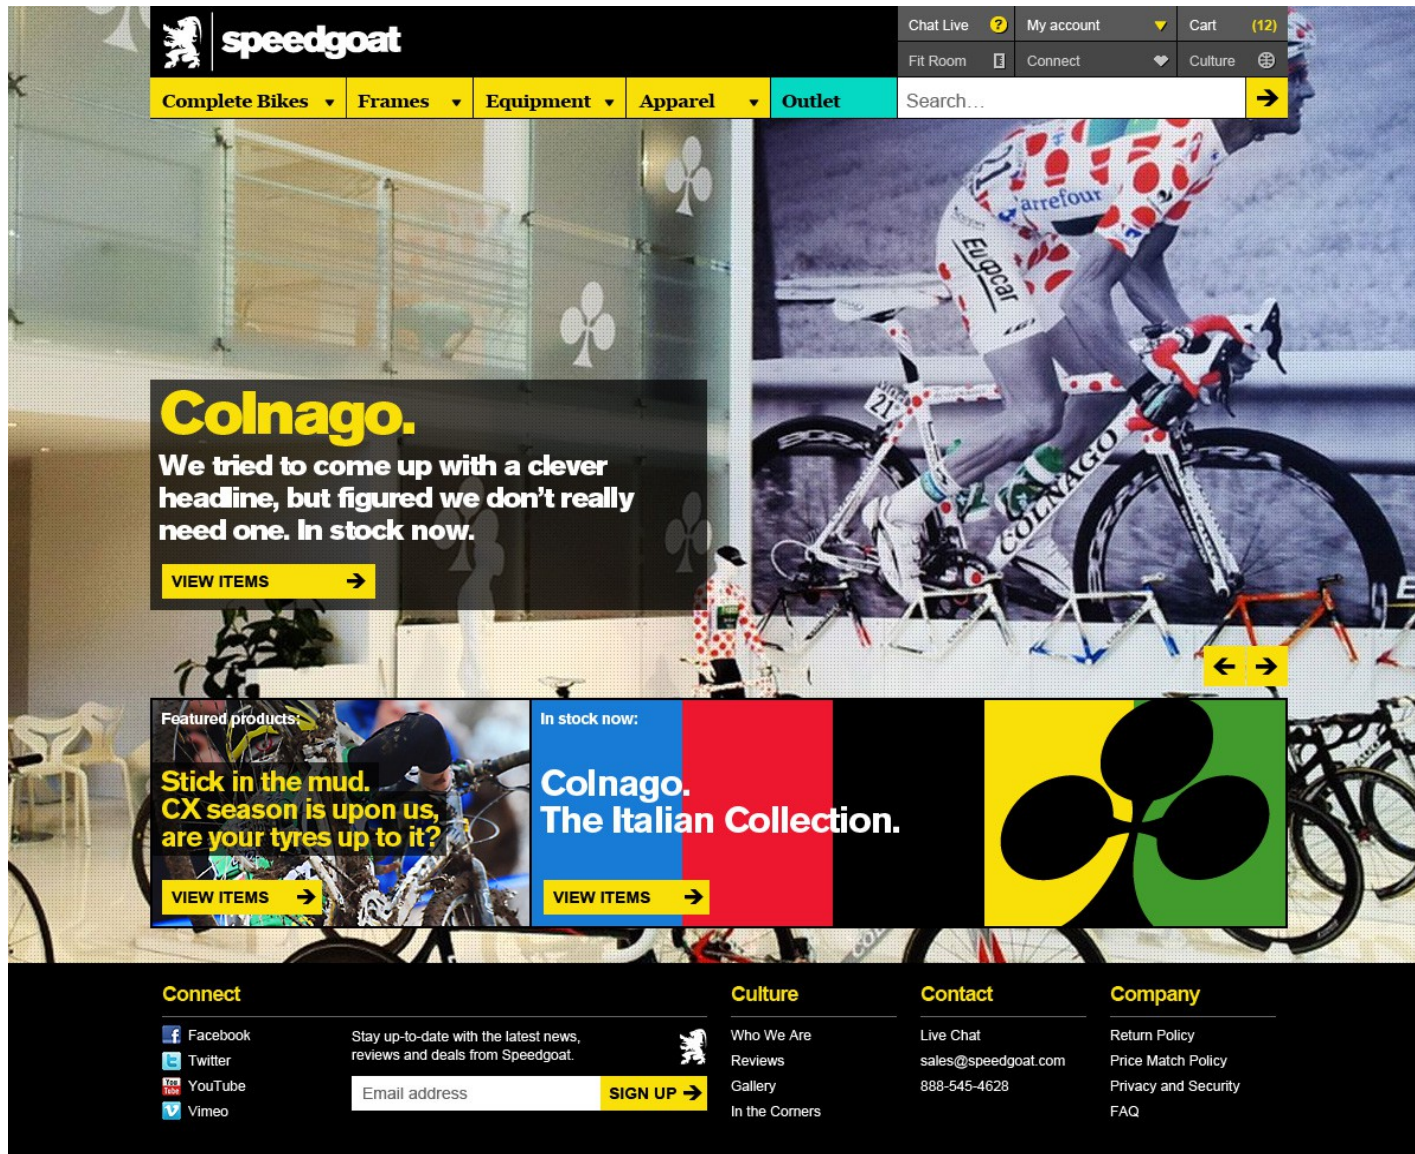 speedgoat
Chat Live ?
My account
Cart (12)
Fit Room
Connect
Culture
Complete Bikes
Frames
Equipment
Apparel
Outlet
Search...
21
Carrefour
Europcar
21
COLNAGO
Colnago.
We tried to come up with a clever
headline, but figured we don't really
need one. In stock now.
VIEW ITEMS
Featured products:
Stick in the mud.
CX season is upon us,
are your tyres up to it?
VIEW ITEMS
In stock now:
Colnago.
The Italian Collection.
VIEW ITEMS
Connect
Facebook
Twitter
YouTube
Vimeo
Stay up-to-date with the latest news,
reviews and deals from Speedgoat.
Email address
SIGN UP
Culture
Who We Are
Reviews
Gallery
In the Corners
Contact
Live Chat
sales@speedgoat.com
888-545-4628
Company
Return Policy
Price Match Policy
Privacy and Security
FAQ